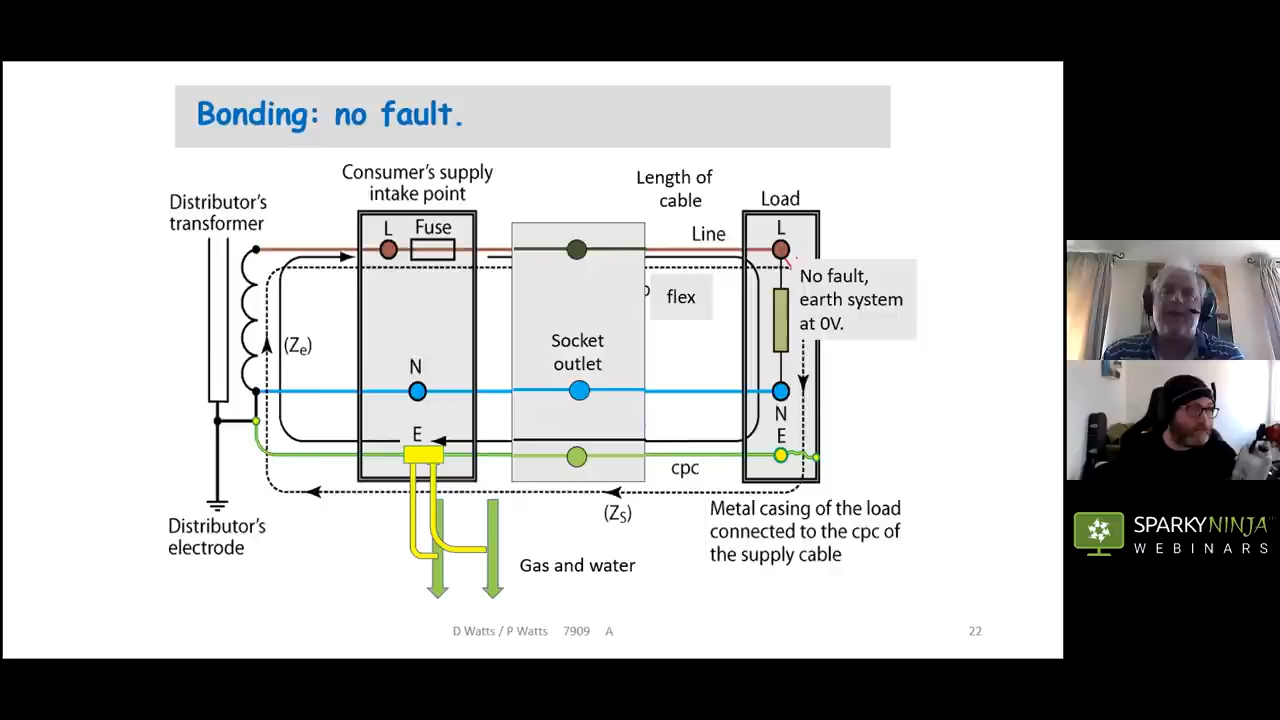 Bonding: no fault.
Consumer's supply
intake point
Length of
cable
Load
Distributor's
transformer
L
Fuse
Line
L
No fault,
earth system
at 0V.
flex
(Ze)
Socket
outlet
N
N
E
E
cpc
(ZS)
Metal casing of the load
connected to the cpc of
the supply cable
Distributor's
electrode
Gas and water
D Watts / P Watts 7909 A
22
SPARKYNINJA
WEBINARS